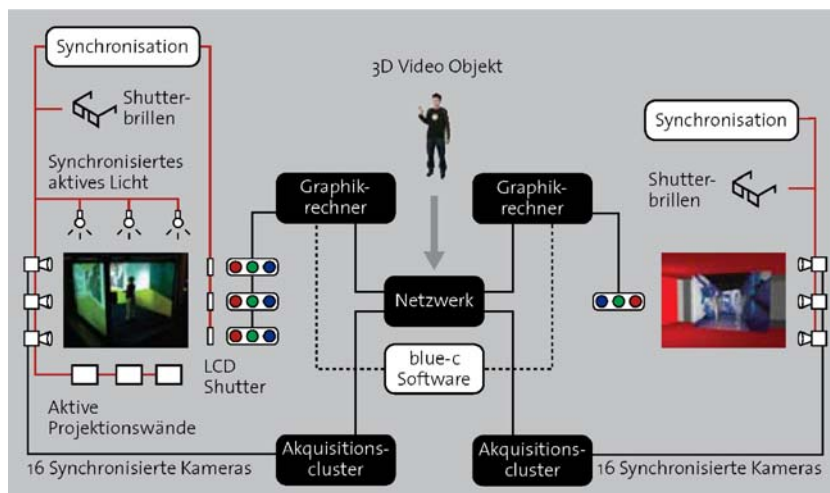 Synchronisation
3D Video Objekt
Shutter-
brillen
Synchronisation
Synchronisiertes
aktives Licht
Graphik-
rechner
Graphik-
rechner
Shutter-
brillen
Netzwerk
LCD
Shutter
blue-c
Software
Aktive
Projektionswände
Akquisitions-
cluster
Akquisitions-
cluster
16 Synchronisierte Kameras
16 Synchronisierte Kameras